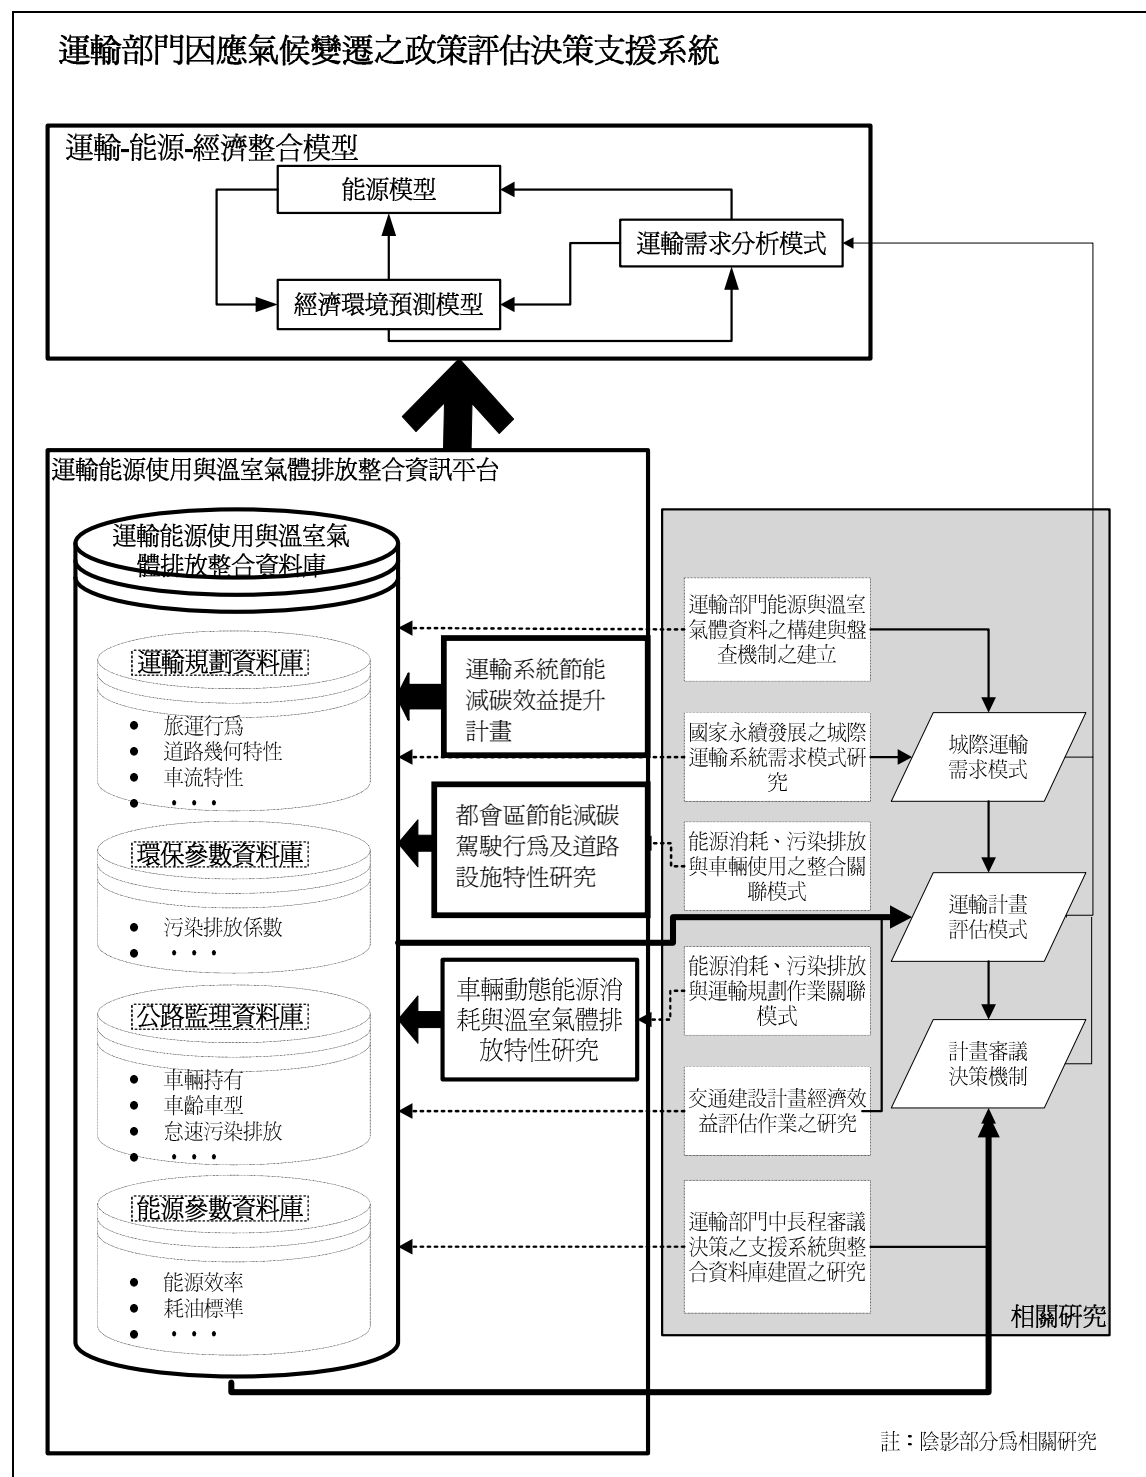 運輸部門因應氣候變遷之政策評估決策支援系統
運輸-能源-經濟整合模型
能源模型
運輸需求分析模式
經濟環境預測模型
運輸能源使用與溫室氣體排放整合資訊平台
運輸能源使用與溫室氣
體排放整合資料庫
運輸規劃資料庫
• 旅運行為
• 道路幾何特性
• 車流特性
• • • •
環保參數資料庫
• 污染排放係數
• • • •
公路監理資料庫
• 車輛持有
• 車齡車型
• 怠速污染排放
• • • •
能源參數資料庫
• 能源效率
• 耗油標準
• • • •
運輸系統節能
減碳效益提升
計畫
都會區節能減碳
駕駛行為及道路
設施特性研究
車輛動態能源消
耗與溫室氣體排
放特性研究
運輸部門能源與溫室
氣體資料之構建與盤
查機制之建立
國家永續發展之城際
運輸系統需求模式研
究
能源消耗、污染排放
與車輛使用之整合關
聯模式
能源消耗、污染排放
與運輸規劃作業關聯
模式
交通建設計畫經濟效
益評估作業之研究
運輸部門中長程審議
決策之支援系統與整
合資料庫建置之研究
城際運輸
需求模式
運輸計畫
評估模式
計畫審議
決策機制
相關研究
註：陰影部分為相關研究